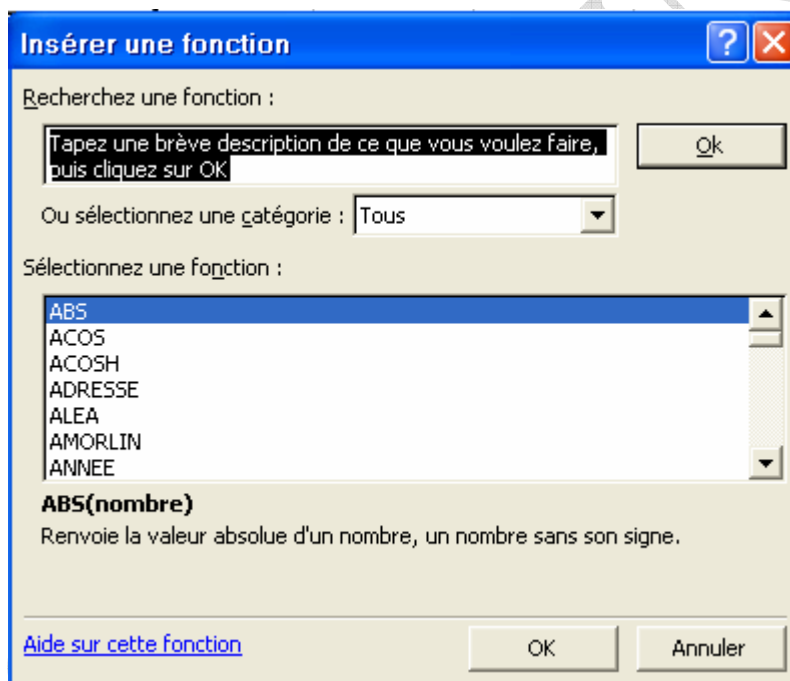 Insérer une fonction
Recherchez une fonction :
Tapez une brève description de ce que vous voulez faire,
puis cliquez sur OK
Ok
Ou sélectionnez une catégorie : Tous
Sélectionnez une fonction :
ABS
ACOS
ACOSH
ADRESSE
ALEA
AMORLIN
ANNEE
ABS(nombre)
Renvoie la valeur absolue d'un nombre, un nombre sans son signe.
Aide sur cette fonction
OK
Annuler